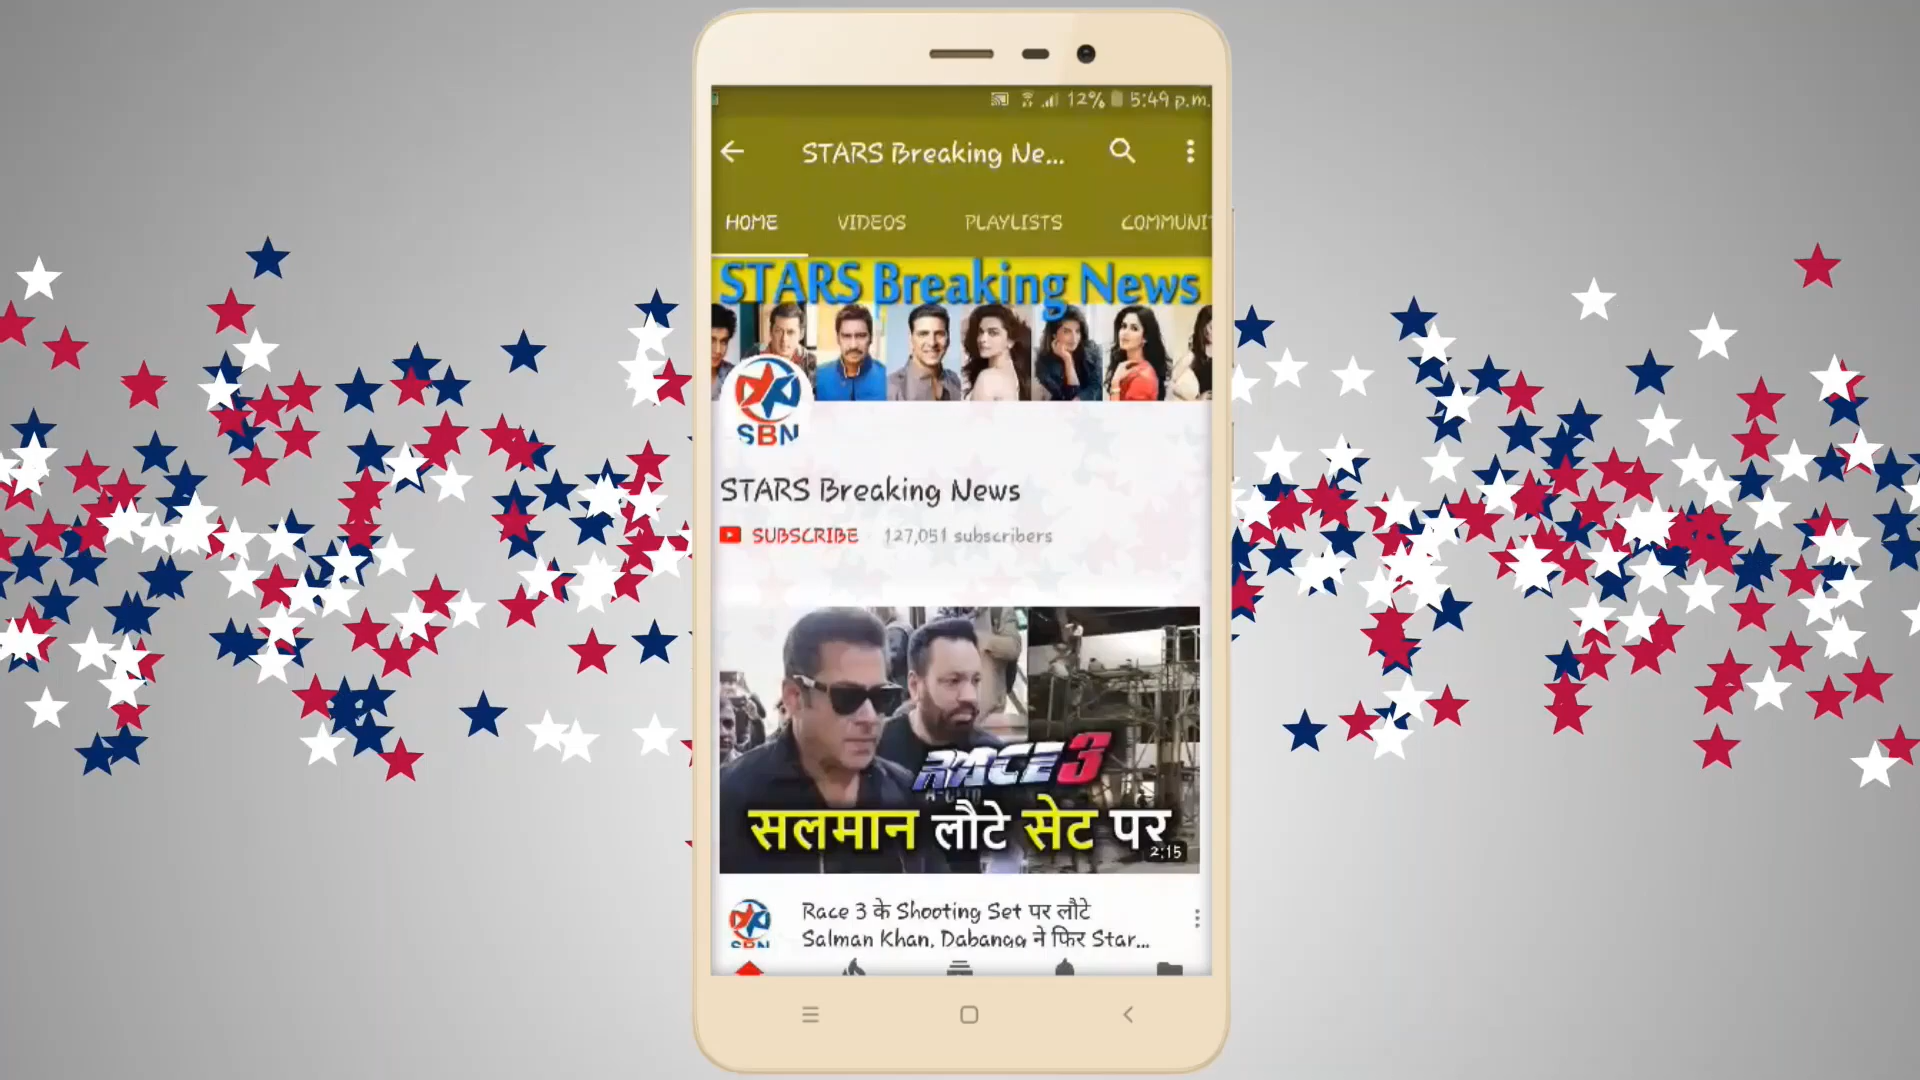 12% 5:49 p.m.
STARS Breaking Ne...
HOME VIDEOS PLAYLISTS COMMUNI
STARS Breaking News
SBN
STARS Breaking News
SUBSCRIBE 127,051 subscribers
RACE 3
सलमान लौटे सेट पर
2:15
Race 3 के Shooting Set पर लौटे
Salman Khan, Dabangg ने फिर Star...
SBN